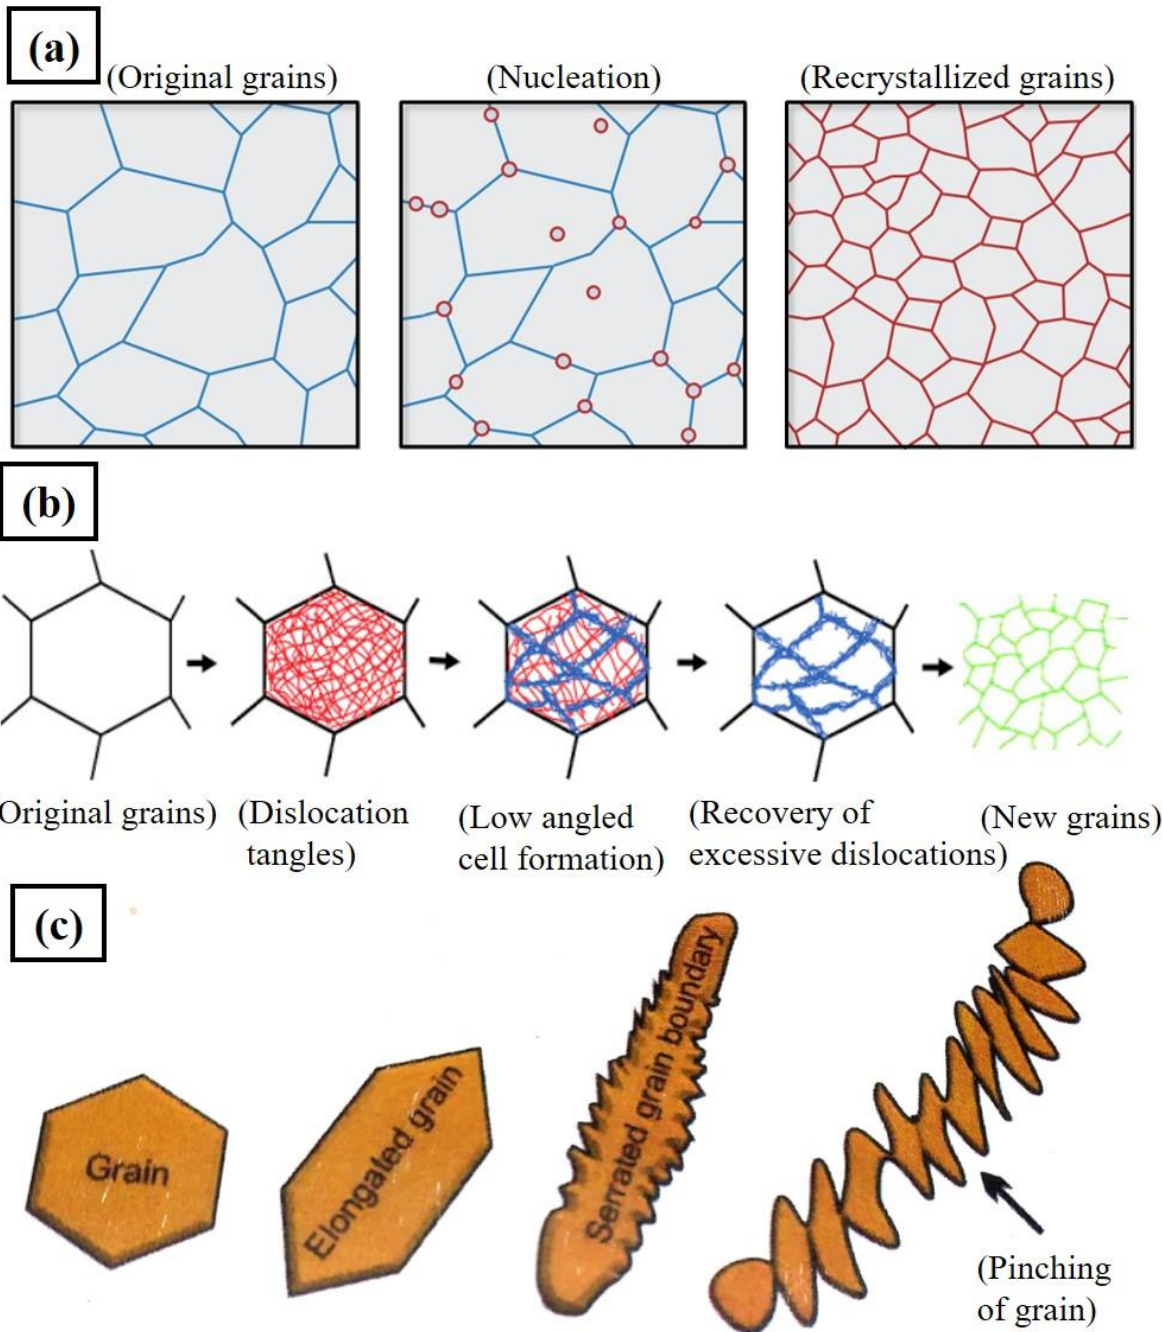 (a)
(Original grains)
(Nucleation)
(Recrystallized grains)
(b)
Original grains)
(Dislocation
tangles)
(Low angled
cell formation)
(Recovery of
excessive dislocations)
(New grains)
(c)
Grain
Elongated grain
Serrated grain boundary
(Pinching
of grain)